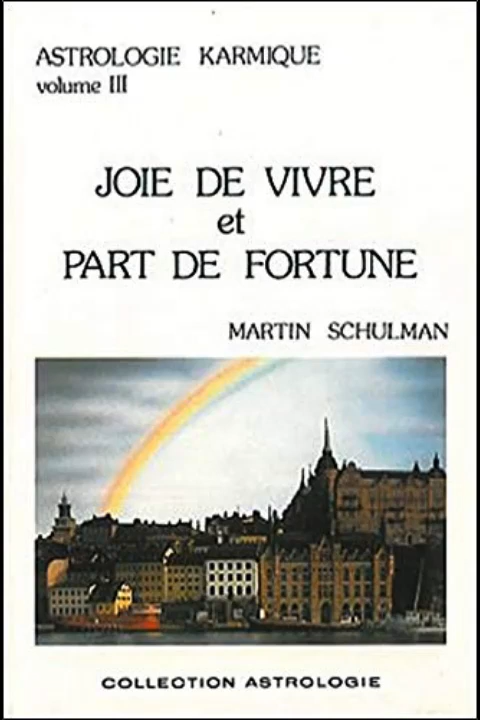 ASTROLOGIE KARMIQUE
volume III
JOIE DE VIVRE
et
PART DE FORTUNE
MARTIN SCHULMAN
COLLECTION ASTROLOGIE